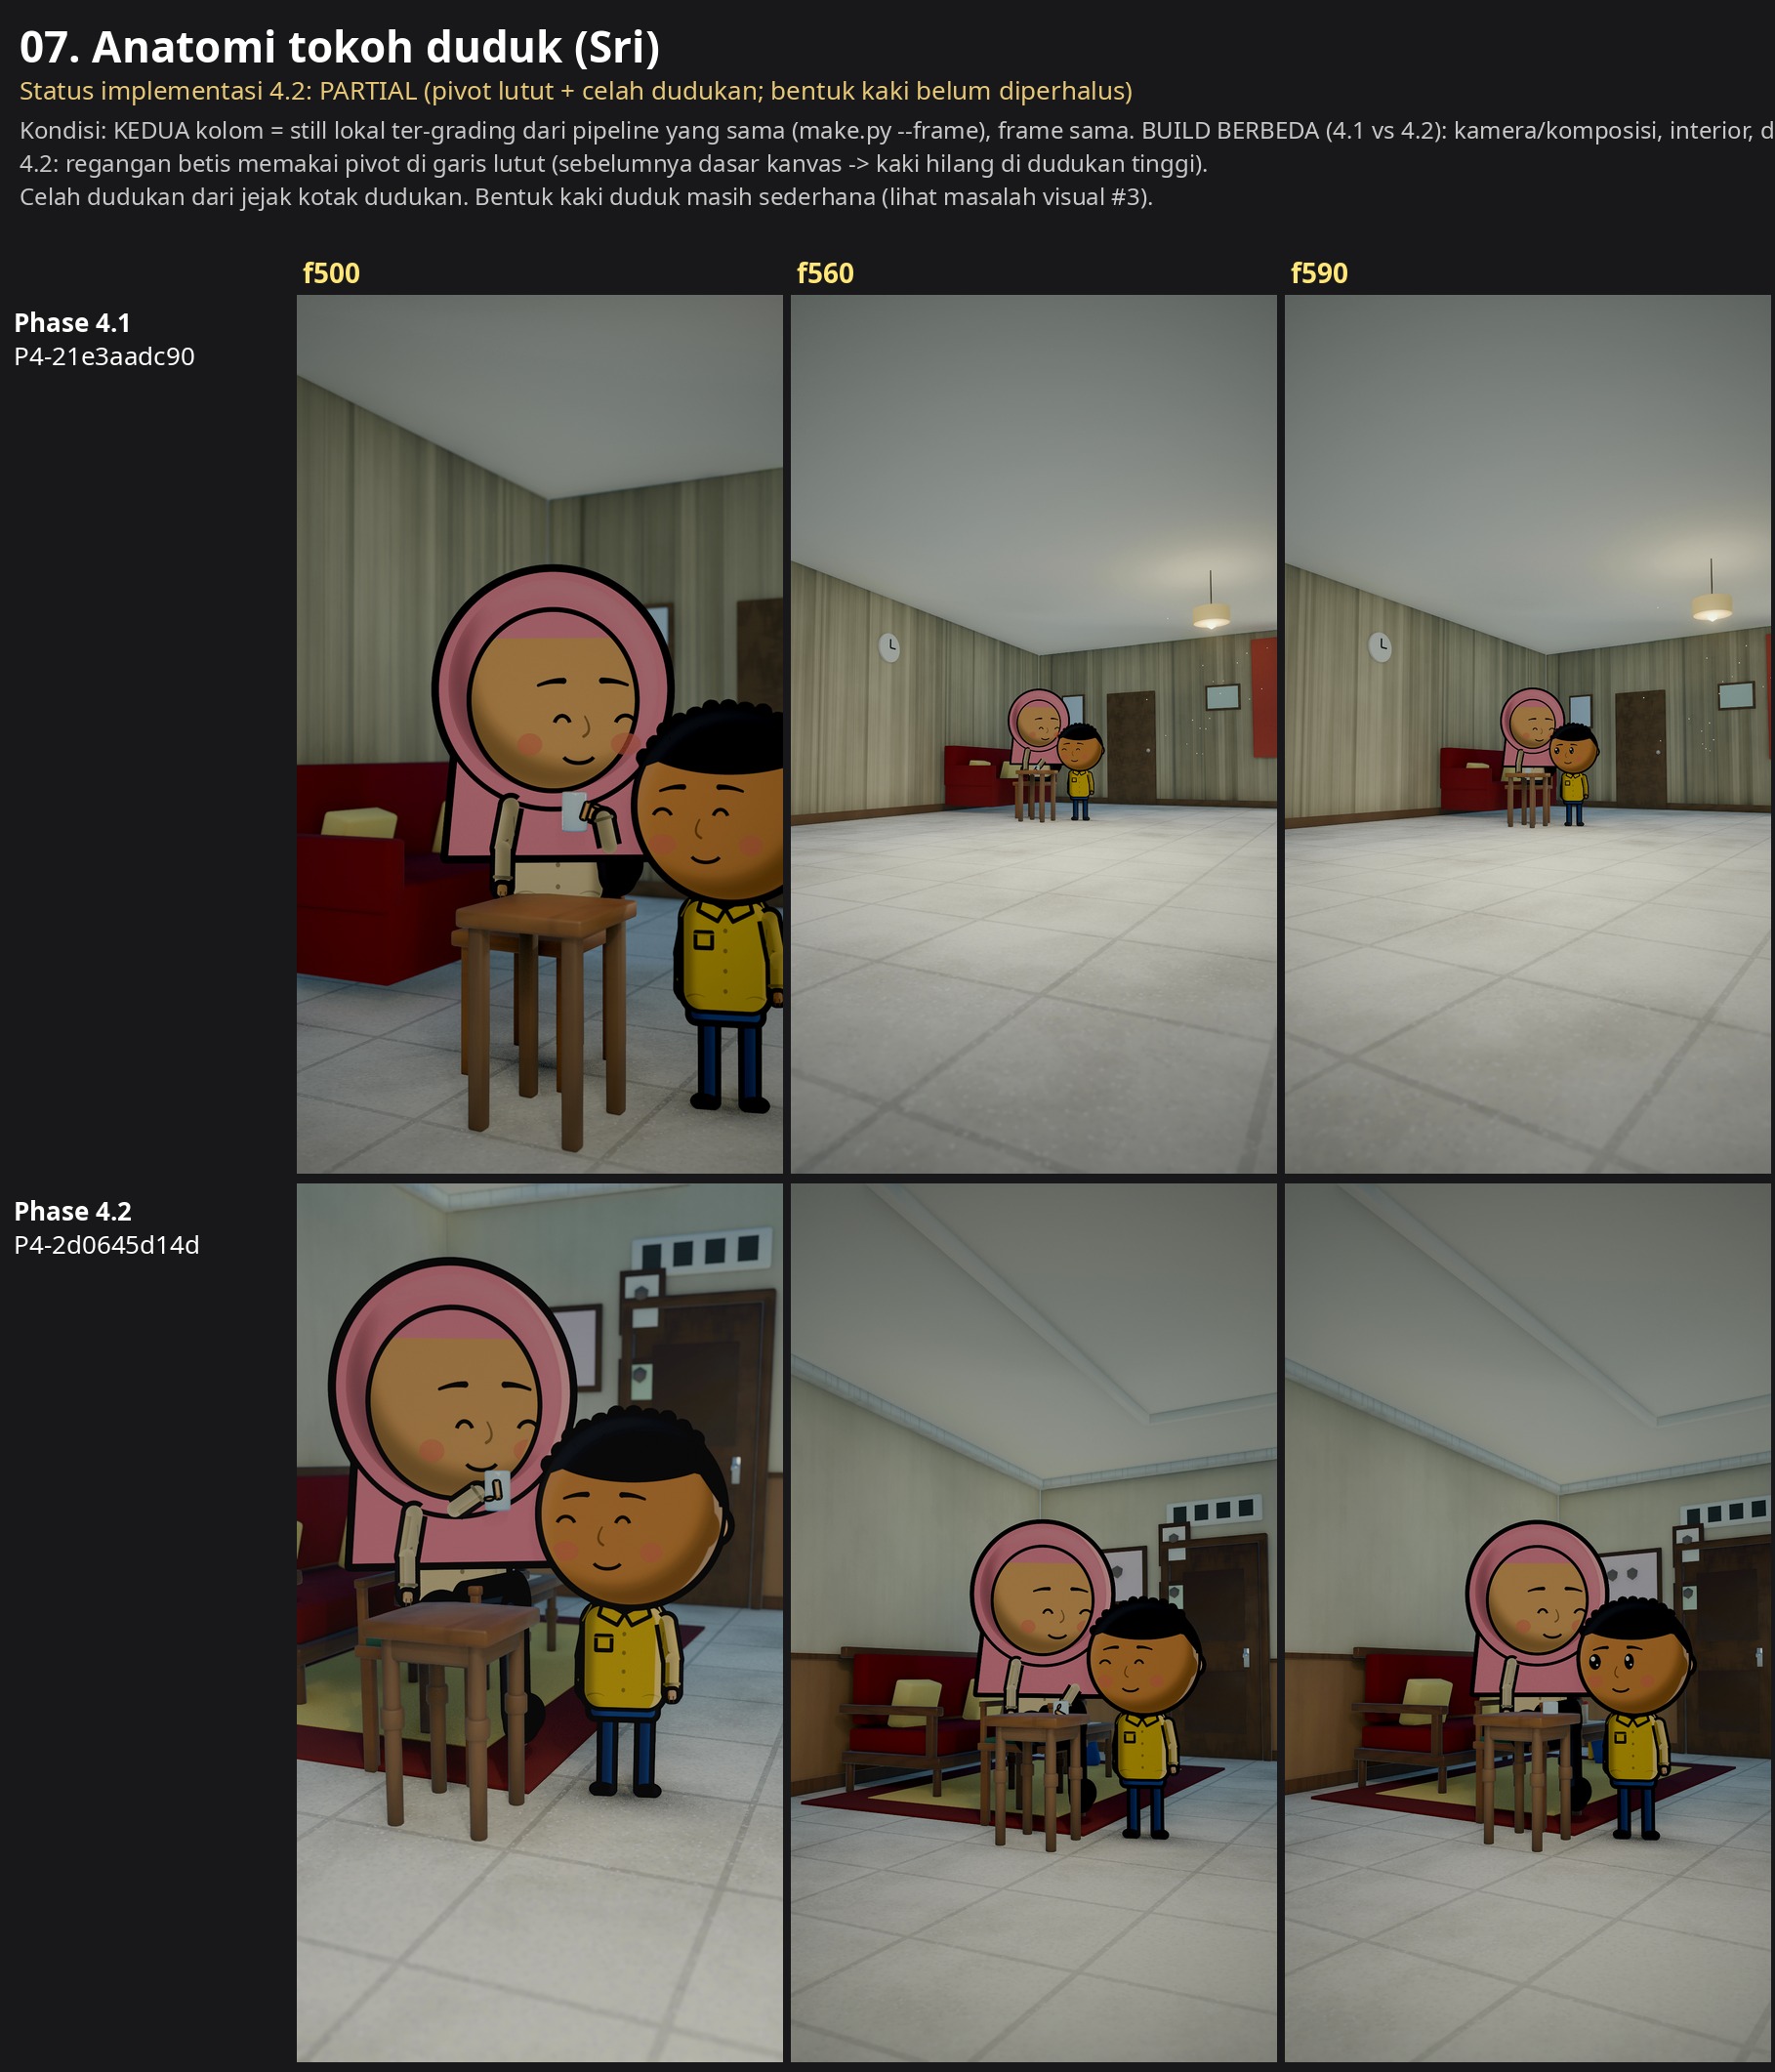 07. Anatomi tokoh duduk (Sri)
Status implementasi 4.2: PARTIAL (pivot lutut + celah dudukan; bentuk kaki belum diperhalus)
Kondisi: KEDUA kolom = still lokal ter-grading dari pipeline yang sama (make.py --frame), frame sama. BUILD BERBEDA (4.1 vs 4.2): kamera/komposisi, interior, d
4.2: regangan betis memakai pivot di garis lutut (sebelumnya dasar kanvas -> kaki hilang di dudukan tinggi).
Celah dudukan dari jejak kotak dudukan. Bentuk kaki duduk masih sederhana (lihat masalah visual #3).
f500
f560
f590
Phase 4.1
P4-21e3aadc90
Phase 4.2
P4-2d0645d14d